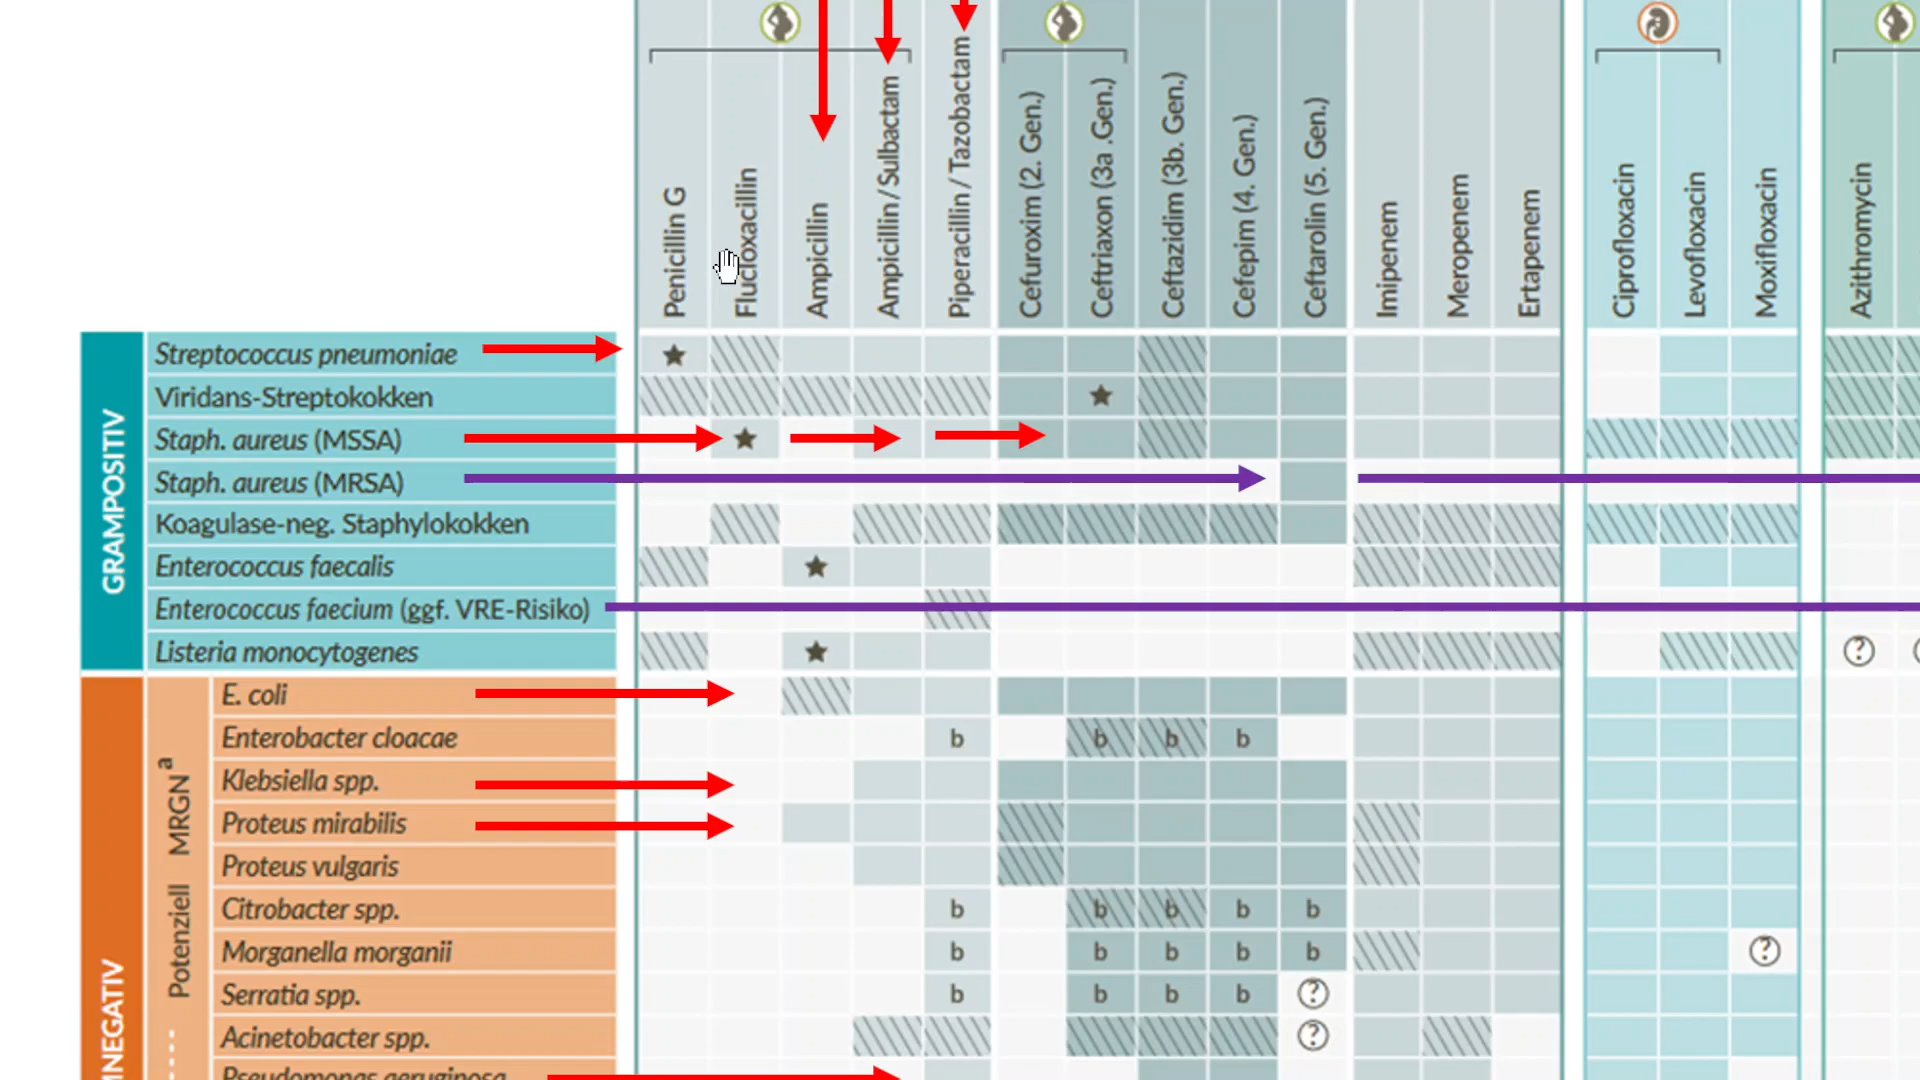 Penicillin G
Flucloxacillin
Ampicillin
Ampicillin / Sulbactam
Piperacillin / Tazobactam
Cefuroxim (2. Gen.)
Ceftriaxon (3a .Gen.)
Ceftazidim (3b. Gen.)
Cefepim (4. Gen.)
Ceftarolin (5. Gen.)
Imipenem
Meropenem
Ertapenem
Ciprofloxacin
Levofloxacin
Moxifloxacin
Azithromycin
GRAMPOSITIV
Streptococcus pneumoniae
Viridans-Streptokokken
Staph. aureus (MSSA)
Staph. aureus (MRSA)
Koagulase-neg. Staphylokokken
Enterococcus faecalis
Enterococcus faecium (ggf. VRE-Risiko)
Listeria monocytogenes ?
MNEGATIV
Potenziell MRGN a
E. coli
Enterobacter cloacae b b b b
Klebsiella spp.
Proteus mirabilis
Proteus vulgaris
Citrobacter spp. b b b b b
Morganella morganii b b b b b ?
Serratia spp. b b b b ?
Acinetobacter spp. ?
Pseudomonas aeruginosa